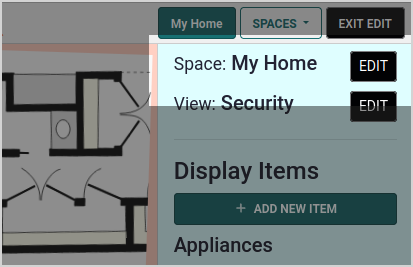 My Home SPACES EXIT EDIT
Space: My Home EDIT
View: Security EDIT
Display Items
+ ADD NEW ITEM
Appliances